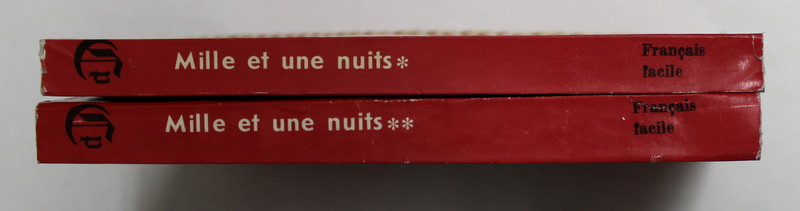 Mille et une nuits*
Français
facile
Mille et une nuits**
Français
facile